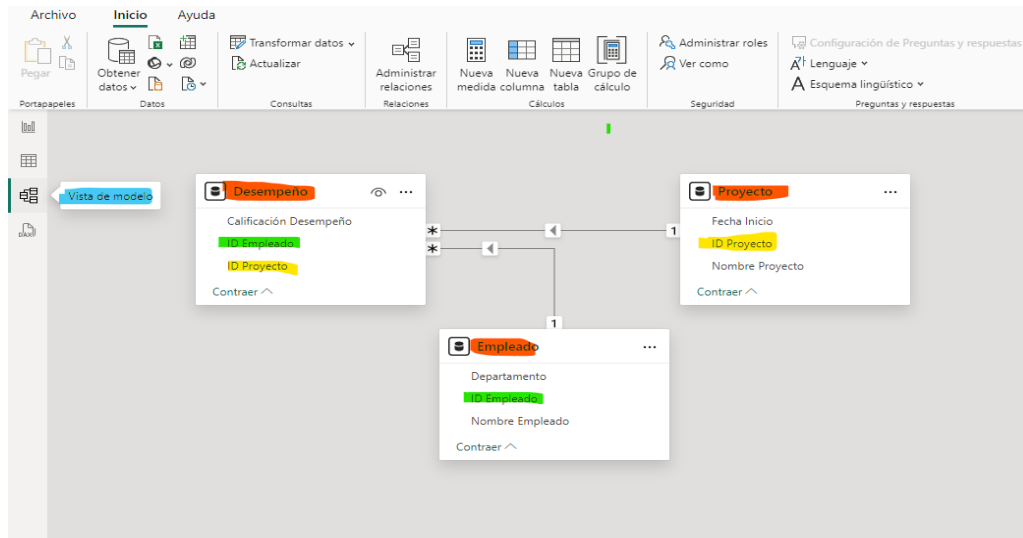 Archivo Inicio Ayuda
Pegar
Portapapeles
Obtener
datos
Datos
Transformar datos
Actualizar
Consultas
Administrar
relaciones
Relaciones
Nueva Nueva Nueva Grupo de
medida columna tabla cálculo
Cálculos
Administrar roles
Ver como
Seguridad
Configuración de Preguntas y respuestas
Lenguaje
Esquema lingüístico
Preguntas y respuestas
Vista de modelo
DAX
Desempeño
Calificación Desempeño
ID Empleado
ID Proyecto
Contraer
* 1
* 1
Proyecto
Fecha Inicio
ID Proyecto
Nombre Proyecto
Contraer
Empleado
Departamento
ID Empleado
Nombre Empleado
Contraer